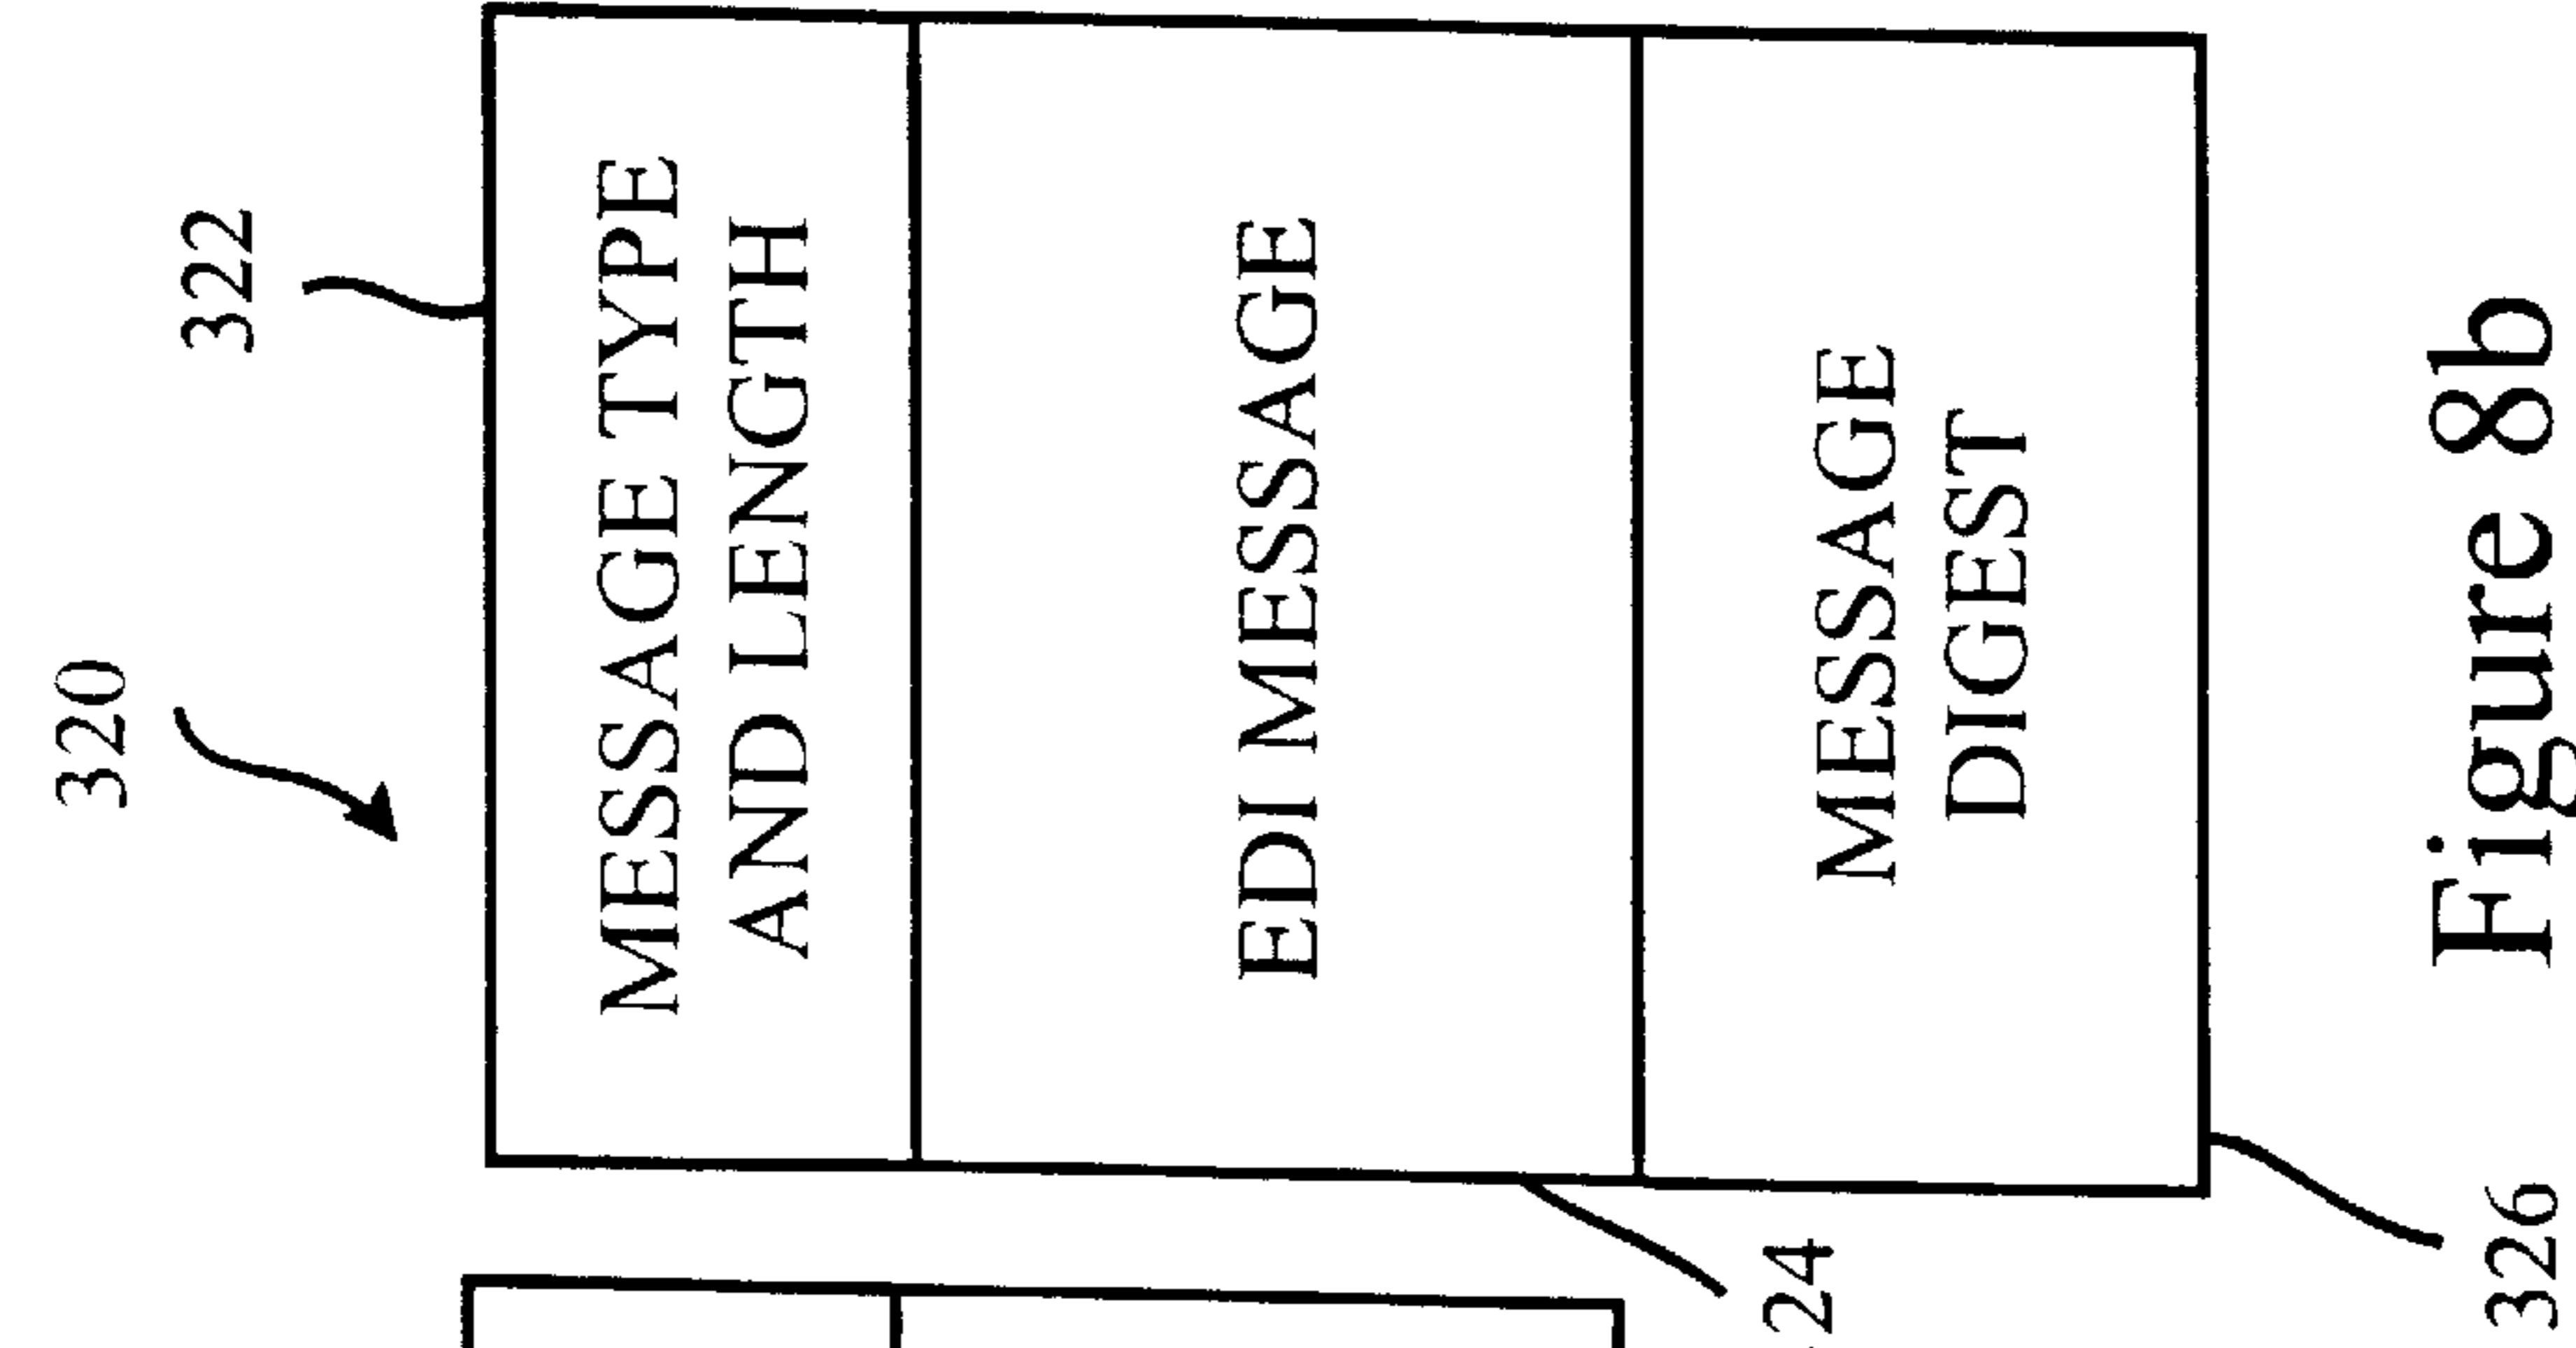 320
322
MESSAGE TYPE
AND LENGTH
EDI MESSAGE
24
MESSAGE
DIGEST
326
Figure 8b